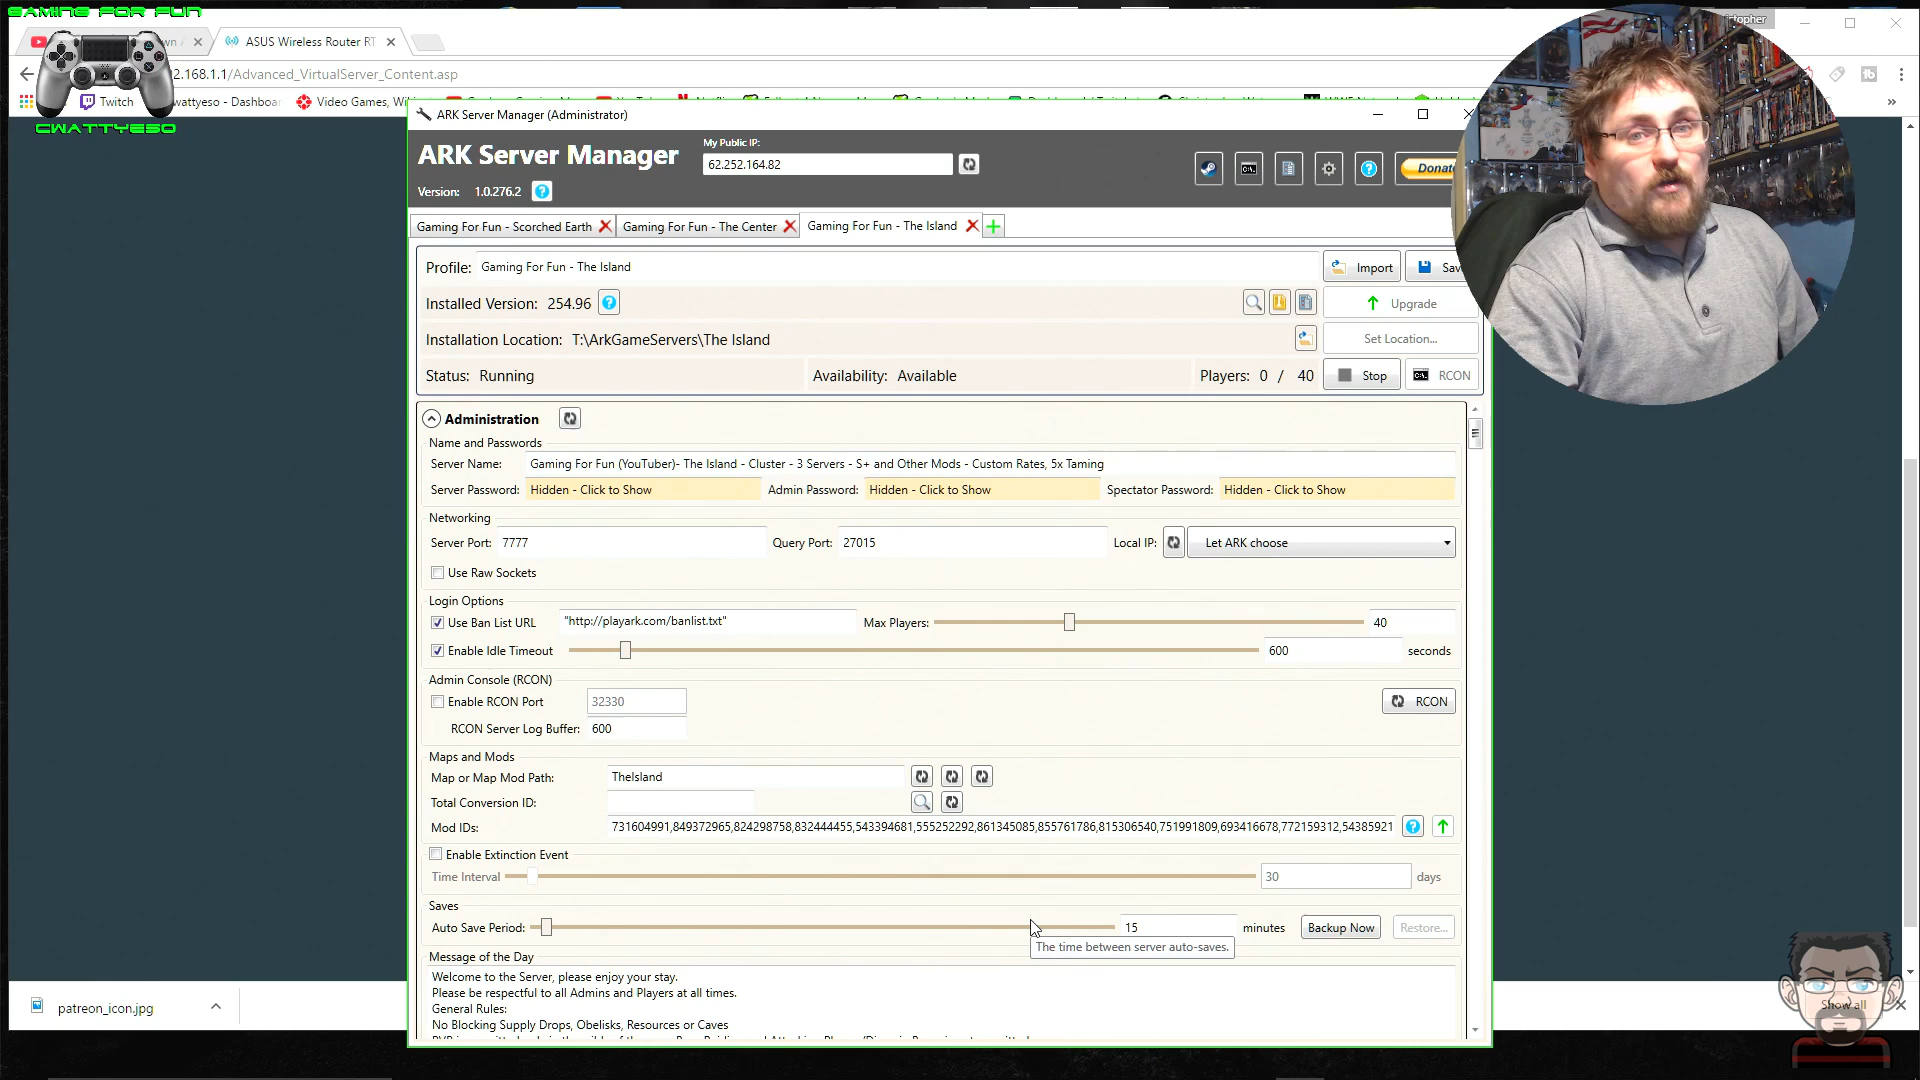 GAMING FOR FUN
CWATTYESO
ASUS Wireless Router RT
2.168.1.1/Advanced_VirtualServer_Content.asp
Twitch
wattyeso - Dashboar
Video Games, Wi
ARK Server Manager (Administrator)
ARK Server Manager
My Public IP:
62.252.164.82
Version: 1.0.276.2
Donate
Gaming For Fun - Scorched Earth
Gaming For Fun - The Center
Gaming For Fun - The Island
Profile: Gaming For Fun - The Island
Import
Save
Installed Version: 254.96
Upgrade
Installation Location: T:\ArkGameServers\The Island
Set Location...
Status: Running
Availability: Available
Players: 0 / 40
Stop
RCON
Administration
Name and Passwords
Server Name: Gaming For Fun (YouTuber)- The Island - Cluster - 3 Servers - S+ and Other Mods - Custom Rates, 5x Taming
Server Password: Hidden - Click to Show
Admin Password: Hidden - Click to Show
Spectator Password: Hidden - Click to Show
Networking
Server Port: 7777
Query Port: 27015
Local IP: Let ARK choose
Use Raw Sockets
Login Options
Use Ban List URL "http://playark.com/banlist.txt"
Max Players: 40
Enable Idle Timeout 600 seconds
Admin Console (RCON)
Enable RCON Port 32330
RCON
RCON Server Log Buffer: 600
Maps and Mods
Map or Map Mod Path: TheIsland
Total Conversion ID:
Mod IDs: 731604991,849372965,824298758,832444455,543394681,555252292,861345085,855761786,815306540,751991809,693416678,772159312,54385921
Enable Extinction Event
Time Interval 30 days
Saves
Auto Save Period: 15 minutes
Backup Now
Restore...
The time between server auto-saves.
Message of the Day
Welcome to the Server, please enjoy your stay.
Please be respectful to all Admins and Players at all times.
General Rules:
No Blocking Supply Drops, Obelisks, Resources or Caves
patreon_icon.jpg
Show all